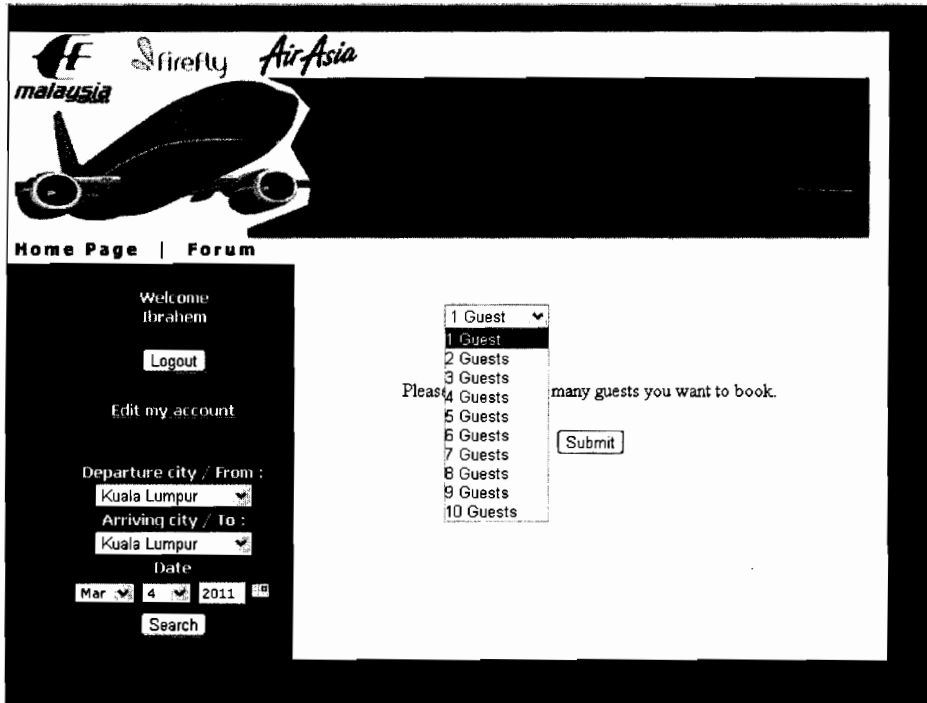 malaysia
firefly
AirAsia
Home Page | Forum
Welcome
Ibrahem
Logout
Edit my account
Departure city / From :
Kuala Lumpur
Arriving city / To :
Kuala Lumpur
Date
Mar 4 2011
Search
1 Guest
1 Guest
2 Guests
3 Guests
4 Guests
5 Guests
6 Guests
7 Guests
8 Guests
9 Guests
10 Guests
many guests you want to book.
Submit